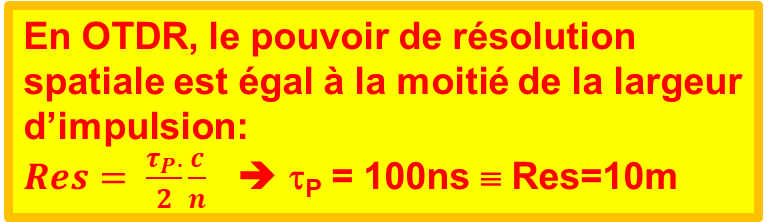 En OTDR, le pouvoir de résolution
spatiale est égal à la moitié de la largeur
d’impulsion:
Res = τP. c / 2 n ➔ τP = 100ns ≡ Res=10m